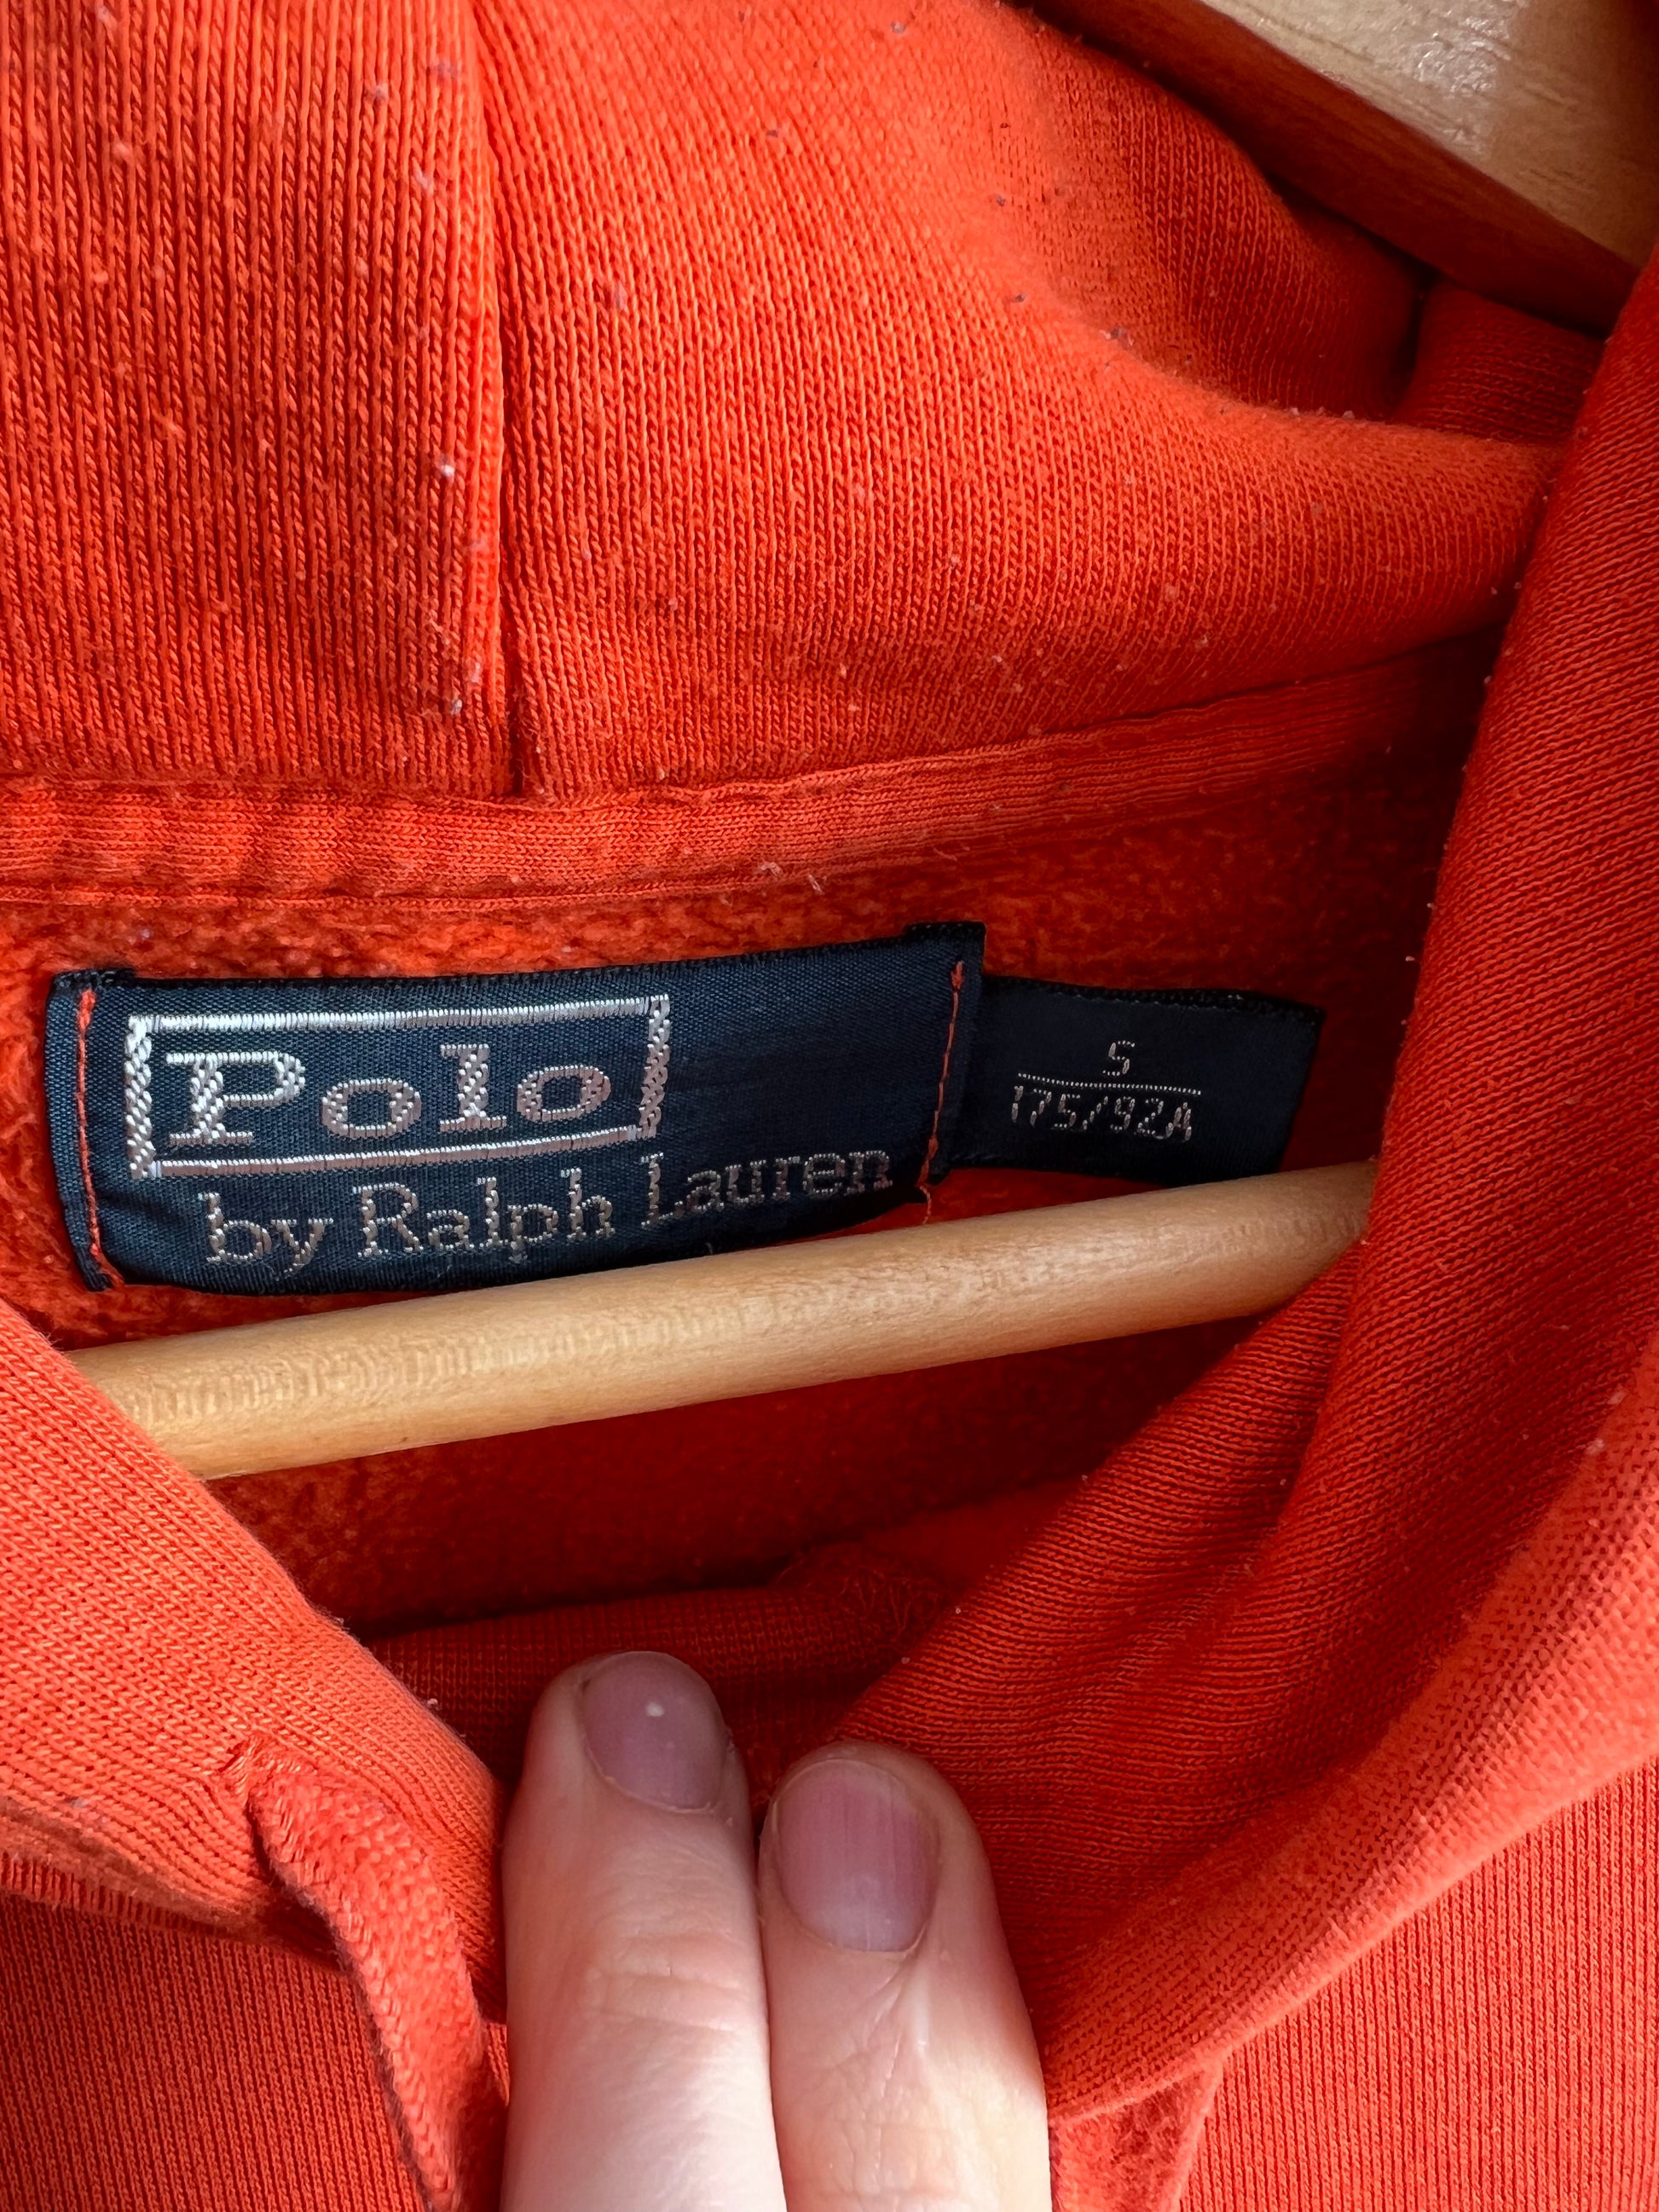 Polo
by Ralph Lauren
S
175/92A